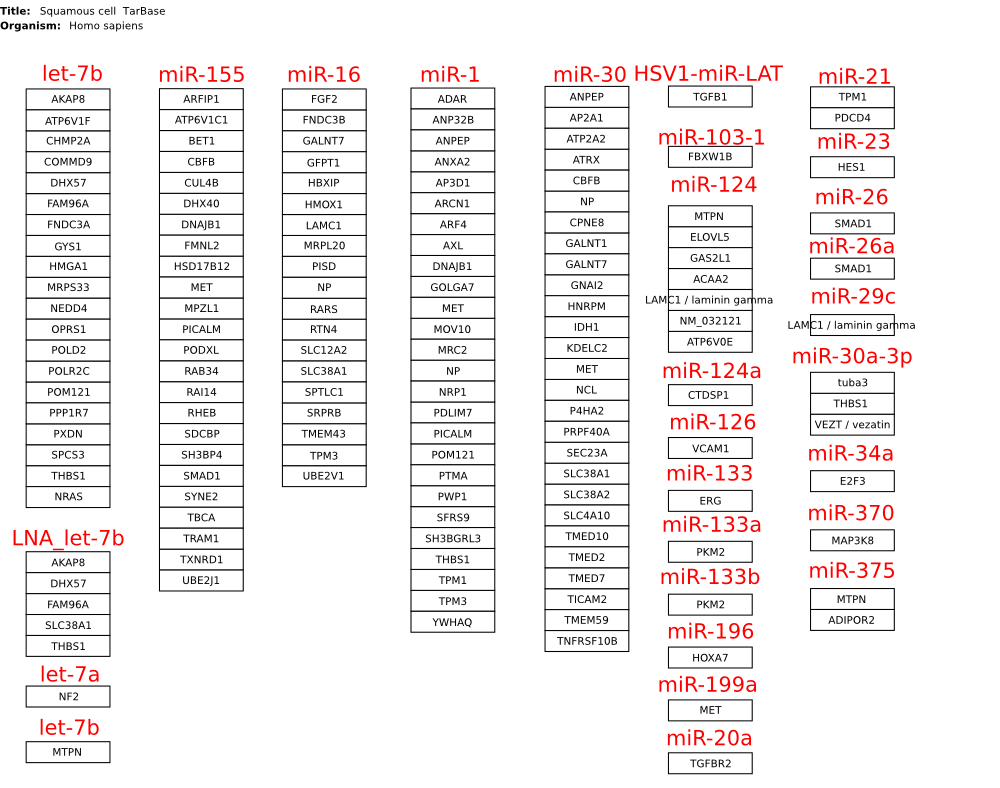 Title: Squamous cell TarBase
Organism: Homo sapiens
let-7b
AKAP8
ATP6V1F
CHMP2A
COMMD9
DHX57
FAM96A
FNDC3A
GYS1
HMGA1
MRPS33
NEDD4
OPRS1
POLD2
POLR2C
POM121
PPP1R7
PXDN
SPCS3
THBS1
NRAS
LNA_let-7b
AKAP8
DHX57
FAM96A
SLC38A1
THBS1
let-7a
NF2
let-7b
MTPN
miR-155
ARFIP1
ATP6V1C1
BET1
CBFB
CUL4B
DHX40
DNAJB1
FMNL2
HSD17B12
MET
MPZL1
PICALM
PODXL
RAB34
RAI14
RHEB
SDCBP
SH3BP4
SMAD1
SYNE2
TBCA
TRAM1
TXNRD1
UBE2J1
miR-16
FGF2
FNDC3B
GALNT7
GFPT1
HBXIP
HMOX1
LAMC1
MRPL20
PISD
NP
RARS
RTN4
SLC12A2
SLC38A1
SPTLC1
SRPRB
TMEM43
TPM3
UBE2V1
miR-1
ADAR
ANP32B
ANPEP
ANXA2
AP3D1
ARCN1
ARF4
AXL
DNAJB1
GOLGA7
MET
MOV10
MRC2
NP
NRP1
PDLIM7
PICALM
POM121
PTMA
PWP1
SFRS9
SH3BGRL3
THBS1
TPM1
TPM3
YWHAQ
miR-30
ANPEP
AP2A1
ATP2A2
ATRX
CBFB
NP
CPNE8
GALNT1
GALNT7
GNAI2
HNRPM
IDH1
KDELC2
MET
NCL
P4HA2
PRPF40A
SEC23A
SLC38A1
SLC38A2
SLC4A10
TMED10
TMED2
TMED7
TICAM2
TMEM59
TNFRSF10B
HSV1-miR-LAT
TGFB1
miR-103-1
FBXW1B
miR-124
MTPN
ELOVL5
GAS2L1
ACAA2
LAMC1 / laminin gamma
NM_032121
ATP6V0E
miR-124a
CTDSP1
miR-126
VCAM1
miR-133
ERG
miR-133a
PKM2
miR-133b
PKM2
miR-196
HOXA7
miR-199a
MET
miR-20a
TGFBR2
miR-21
TPM1
PDCD4
miR-23
HES1
miR-26
SMAD1
miR-26a
SMAD1
miR-29c
LAMC1 / laminin gamma
miR-30a-3p
tuba3
THBS1
VEZT / vezatin
miR-34a
E2F3
miR-370
MAP3K8
miR-375
MTPN
ADIPOR2